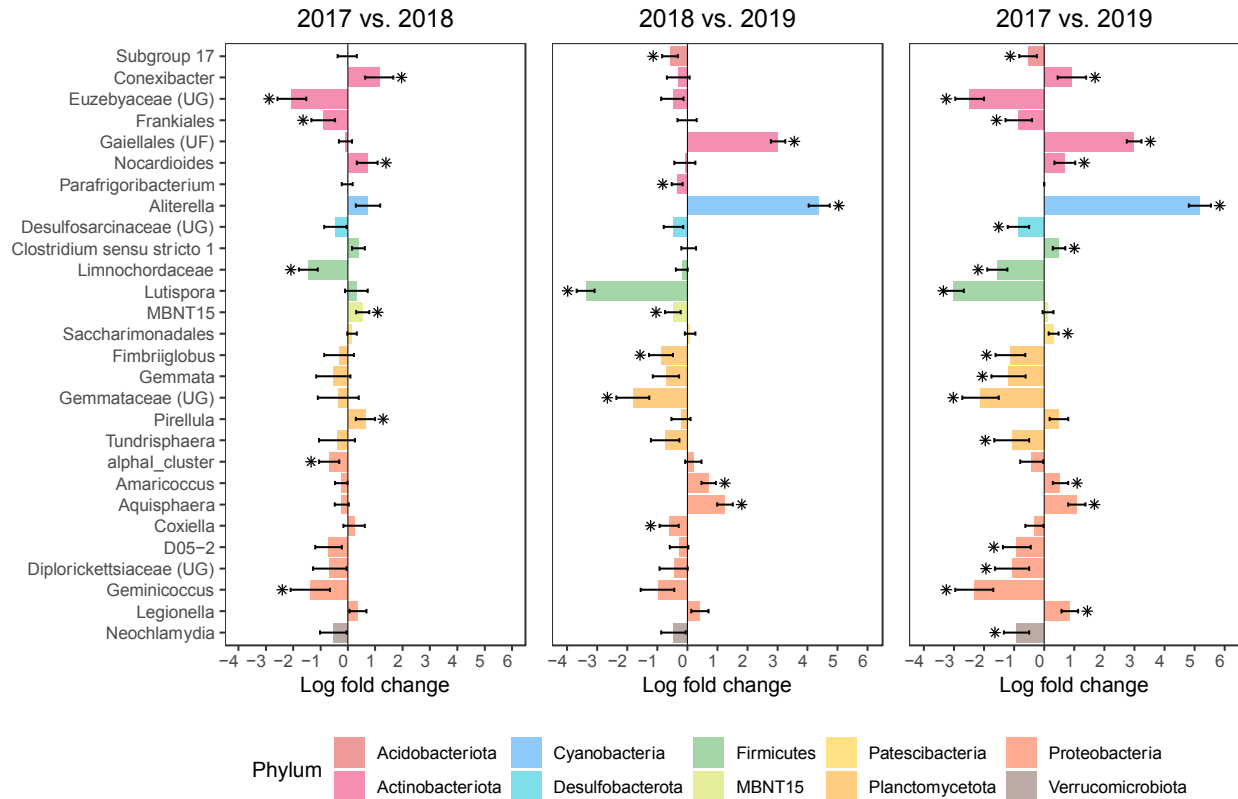 2017 vs. 2018
2018 vs. 2019
2017 vs. 2019
Subgroup 17
Conexibacter
Euzebyaceae (UG)
Frankiales
Gaiellales (UF)
Nocardioides
Parafrigoribacterium
Aliterella
Desulfosarcinaceae (UG)
Clostridium sensu stricto 1
Limnochordaceae
Lutispora
MBNT15
Saccharimonadales
Fimbriiglobus
Gemmata
Gemmataceae (UG)
Pirellula
Tundrisphaera
alphaI_cluster
Amaricoccus
Aquisphaera
Coxiella
D05−2
Diplorickettsiaceae (UG)
Geminicoccus
Legionella
Neochlamydia
−4 −3 −2 −1 0 1 2 3 4 5 6
−4 −3 −2 −1 0 1 2 3 4 5 6
−4 −3 −2 −1 0 1 2 3 4 5 6
Log fold change
Log fold change
Log fold change
Phylum
Acidobacteriota
Actinobacteriota
Cyanobacteria
Desulfobacterota
Firmicutes
MBNT15
Patescibacteria
Planctomycetota
Proteobacteria
Verrucomicrobiota